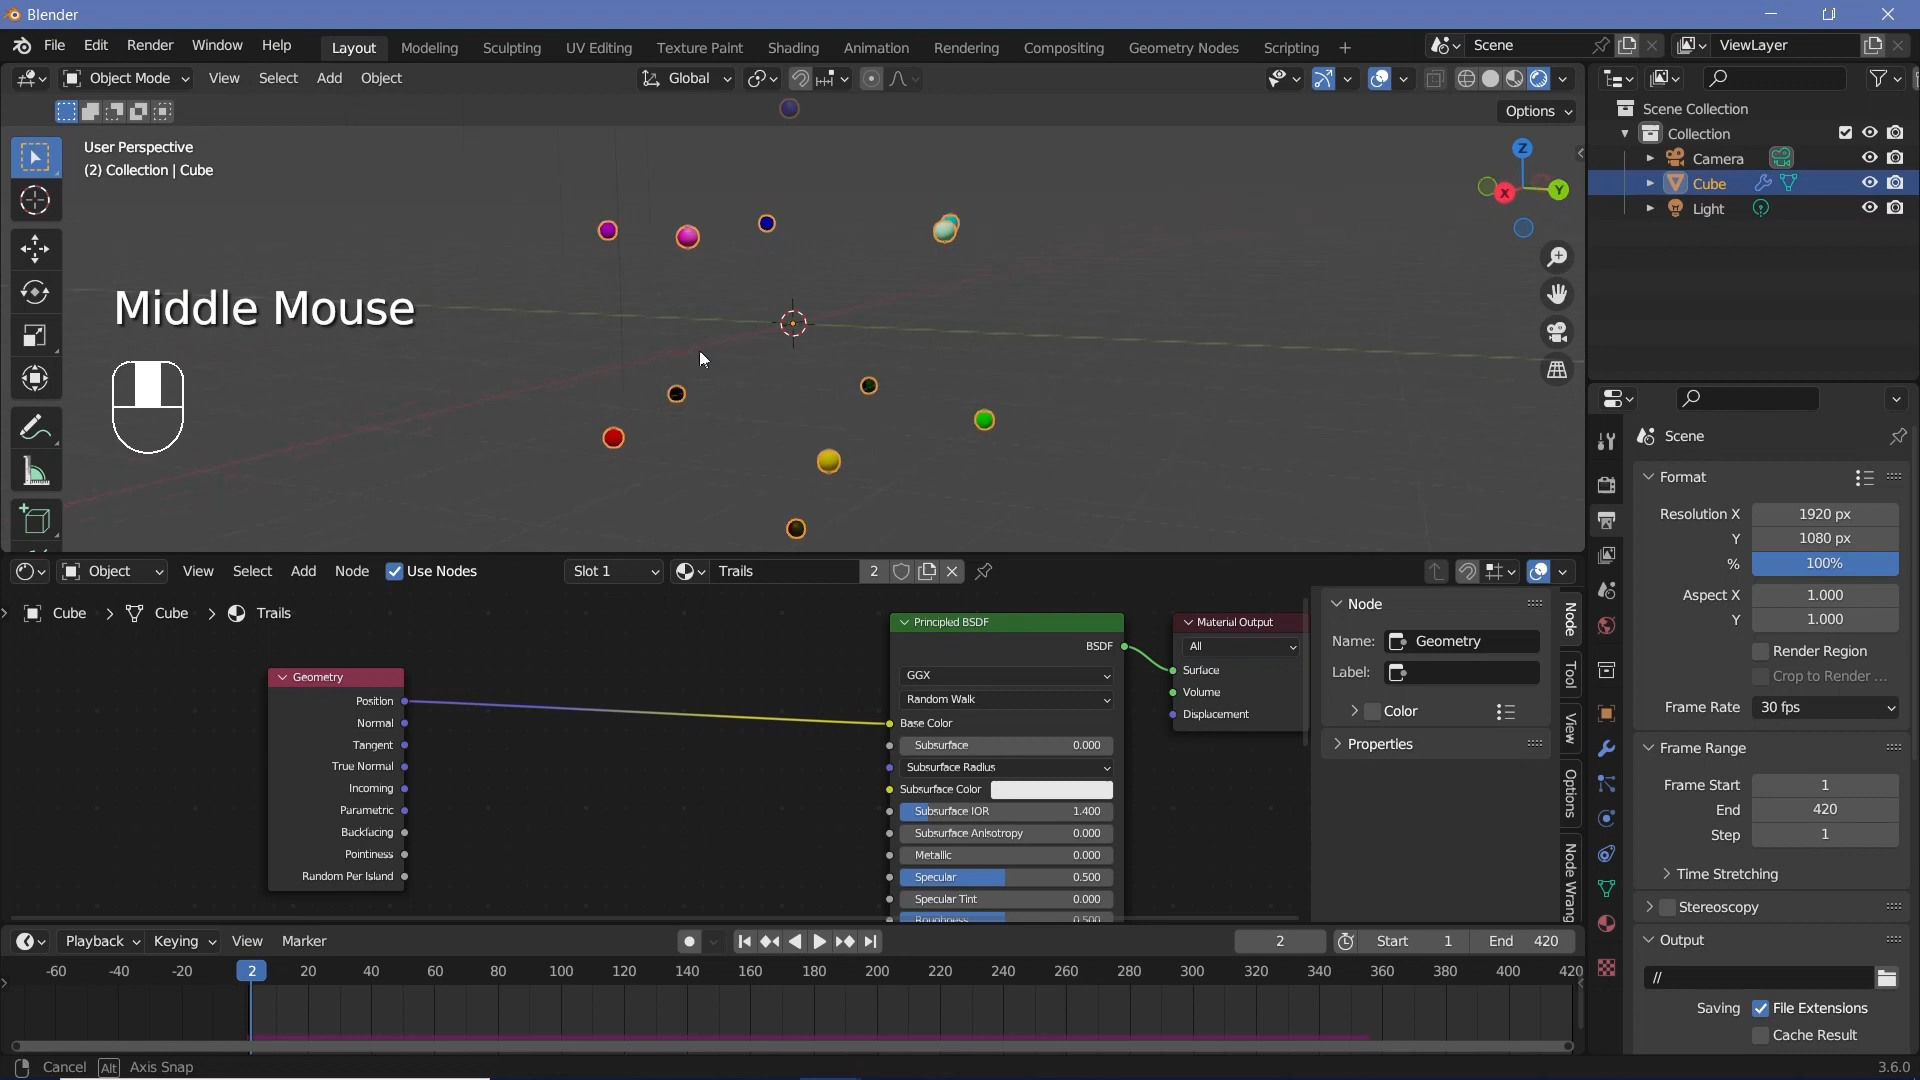 Blender
File Edit Render Window Help Layout Modeling Sculpting UV Editing Texture Paint Shading Animation Rendering Compositing Geometry Nodes Scripting + Scene ViewLayer
Object Mode View Select Add Object Global
Options
User Perspective
(2) Collection | Cube
Z
X
Y
Middle Mouse
Scene Collection
Collection
Camera
Cube
Light
Scene
Format
Resolution X 1920 px
Y 1080 px
% 100%
Aspect X 1.000
Y 1.000
Render Region
Crop to Render ...
Frame Rate 30 fps
Frame Range
Frame Start 1
End 420
Step 1
Time Stretching
Stereoscopy
Output
//
Saving File Extensions
Cache Result
Object View Select Add Node Use Nodes Slot 1 Trails 2
Cube > Cube > Trails
Geometry
Position
Normal
Tangent
True Normal
Incoming
Parametric
Backfacing
Pointiness
Random Per Island
Principled BSDF
BSDF
GGX
Random Walk
Base Color
Subsurface 0.000
Subsurface Radius
Subsurface Color
Subsurface IOR 1.400
Subsurface Anisotropy 0.000
Metallic 0.000
Specular 0.500
Specular Tint 0.000
Roughness 0.500
Material Output
All
Surface
Volume
Displacement
Node
Name: Geometry
Label:
Color
Properties
Node
Tool
View
Options
Node Wrang
Playback Keying View Marker 2 Start 1 End 420
-60 -40 -20 2 20 40 60 80 100 120 140 160 180 200 220 240 260 280 300 320 340 360 380 400 420
Cancel Alt Axis Snap 3.6.0